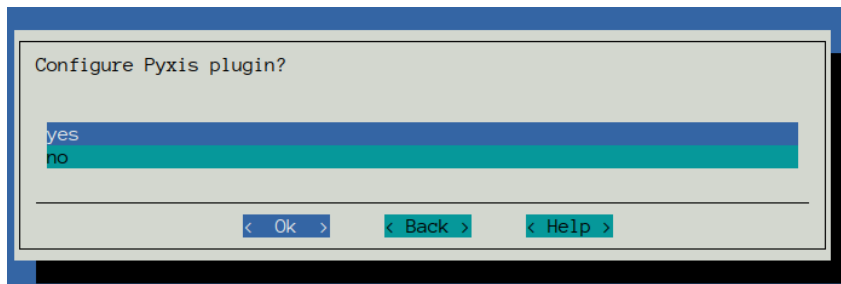 Configure Pyxis plugin?
yes
no
< Ok > < Back > < Help >